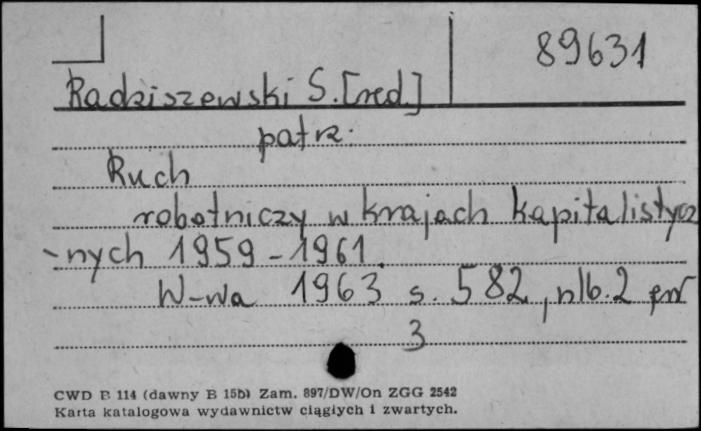 89631
Radziszewski S. [red.]
patrz.
Ruch
robotniczy w krajach kapitalistycz
-nych 1959-1961.
W-wa 1963 s. 582, nlb. 2
3
CWD B 114 (dawny B 15b) Zam. 897/DW/On ZGG 2542
Karta katalogowa wydawnictw ciągłych i zwartych.